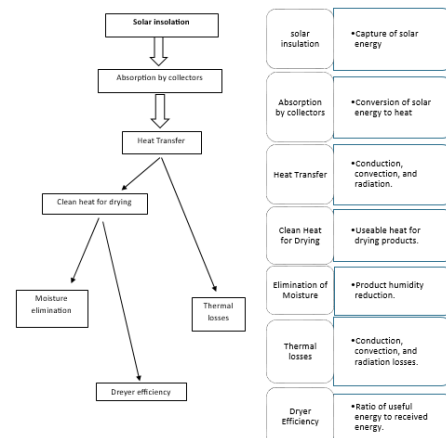 Solar insolation
Absorption by collectors
Heat Transfer
Clean heat for drying
Moisture
elimination
Thermal
losses
Dreyer efficiency
solar
insulation
•Capture of solar
energy
Absorption
by collectors
•Conversion of solar
energy to heat
Heat Transfer
•Conduction,
convection, and
radiation.
Clean Heat
for Drying
•Useable heat for
drying products.
Elimination of
Moisture
•Product humidity
reduction.
Thermal
losses
•Conduction,
convection, and
radiation losses.
Dryer
Efficiency
•Ratio of useful
energy to received
energy.